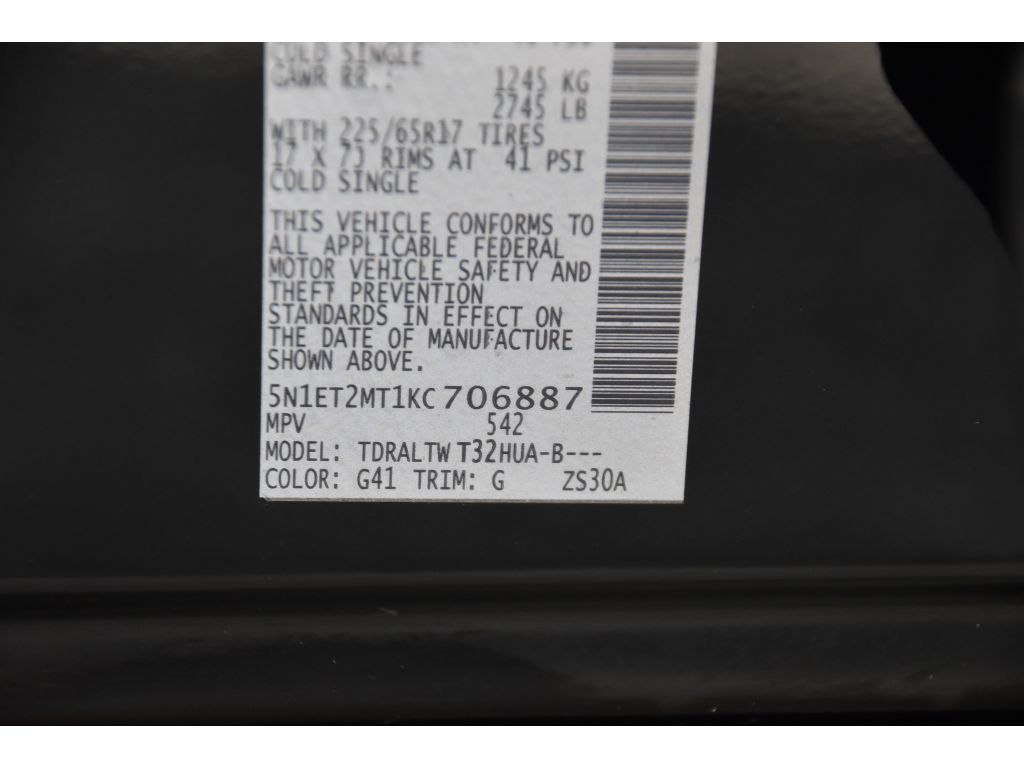 COLD SINGLE
GAWR RR.: 1245 KG
2745 LB
WITH 225/65R17 TIRES
17 X 7J RIMS AT 41 PSI
COLD SINGLE
THIS VEHICLE CONFORMS TO
ALL APPLICABLE FEDERAL
MOTOR VEHICLE SAFETY AND
THEFT PREVENTION
STANDARDS IN EFFECT ON
THE DATE OF MANUFACTURE
SHOWN ABOVE.
5N1ET2MT1KC 706887
MPV 542
MODEL: TDRALTW T32HUA-B---
COLOR: G41 TRIM: G ZS30A